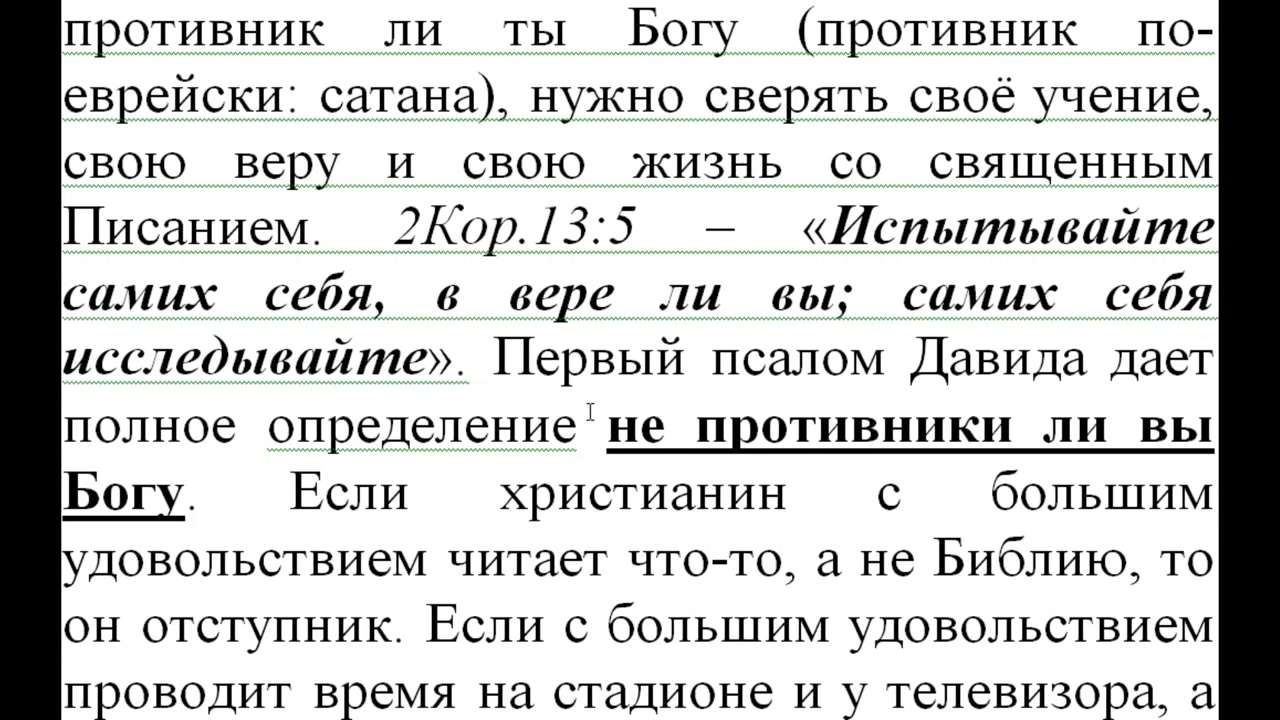 противник ли ты Богу (противник по-
еврейски: сатана), нужно сверять своё учение,
свою веру и свою жизнь со священным
Писанием. 2Кор.13:5 – «Испытывайте
самих себя, в вере ли вы; самих себя
исследывайте». Первый псалом Давида дает
полное определение не противники ли вы
Богу. Если христианин с большим
удовольствием читает что-то, а не Библию, то
он отступник. Если с большим удовольствием
проводит время на стадионе и у телевизора, а